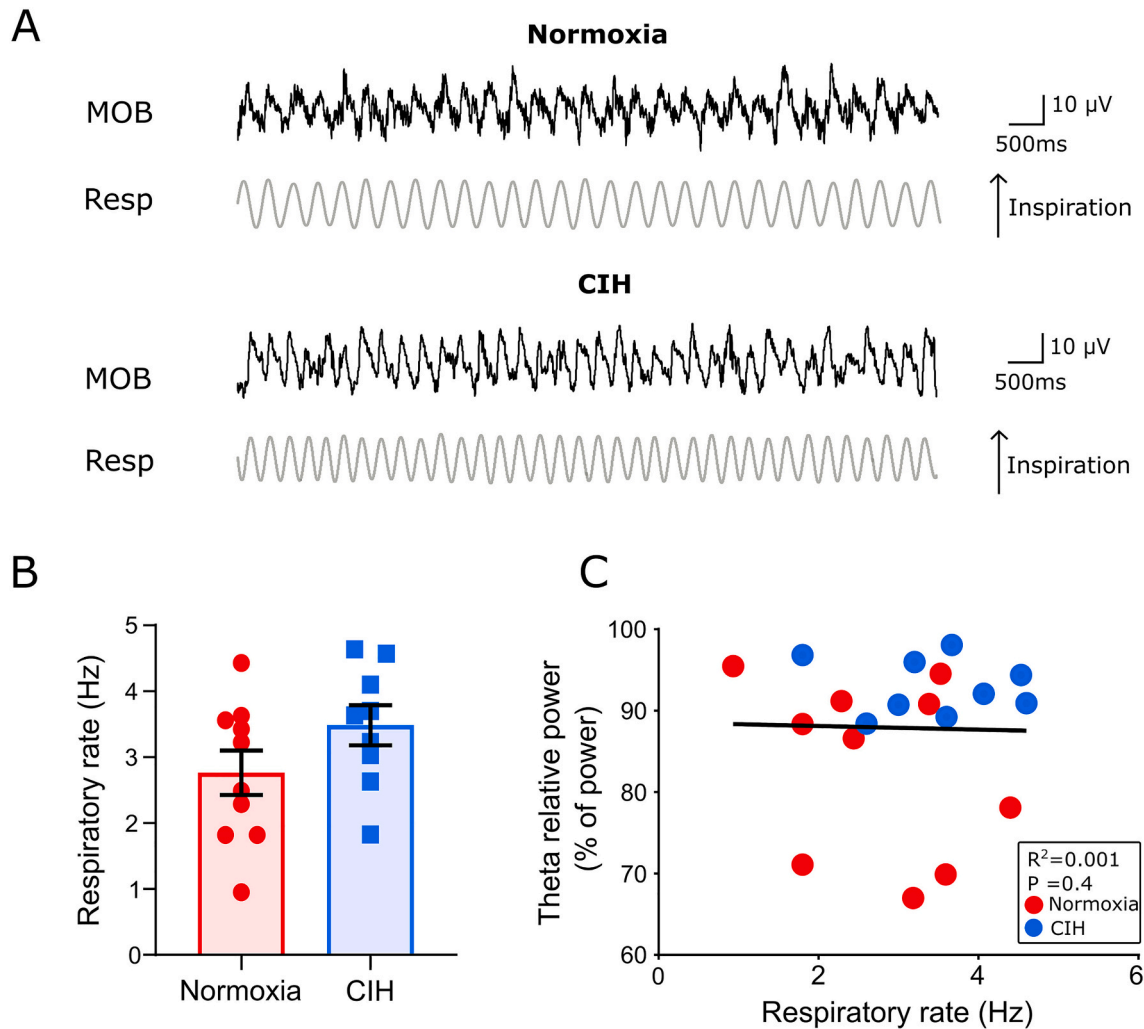 A
Normoxia
MOB
10 µV
500ms
Resp
Inspiration
CIH
MOB
10 µV
500ms
Resp
Inspiration
B
Respiratory rate (Hz)
5
4
3
2
1
0
Normoxia
CIH
C
Theta relative power
(% of power)
100
90
80
70
60
0
2
4
6
Respiratory rate (Hz)
R²=0.001
P =0.4
Normoxia
CIH